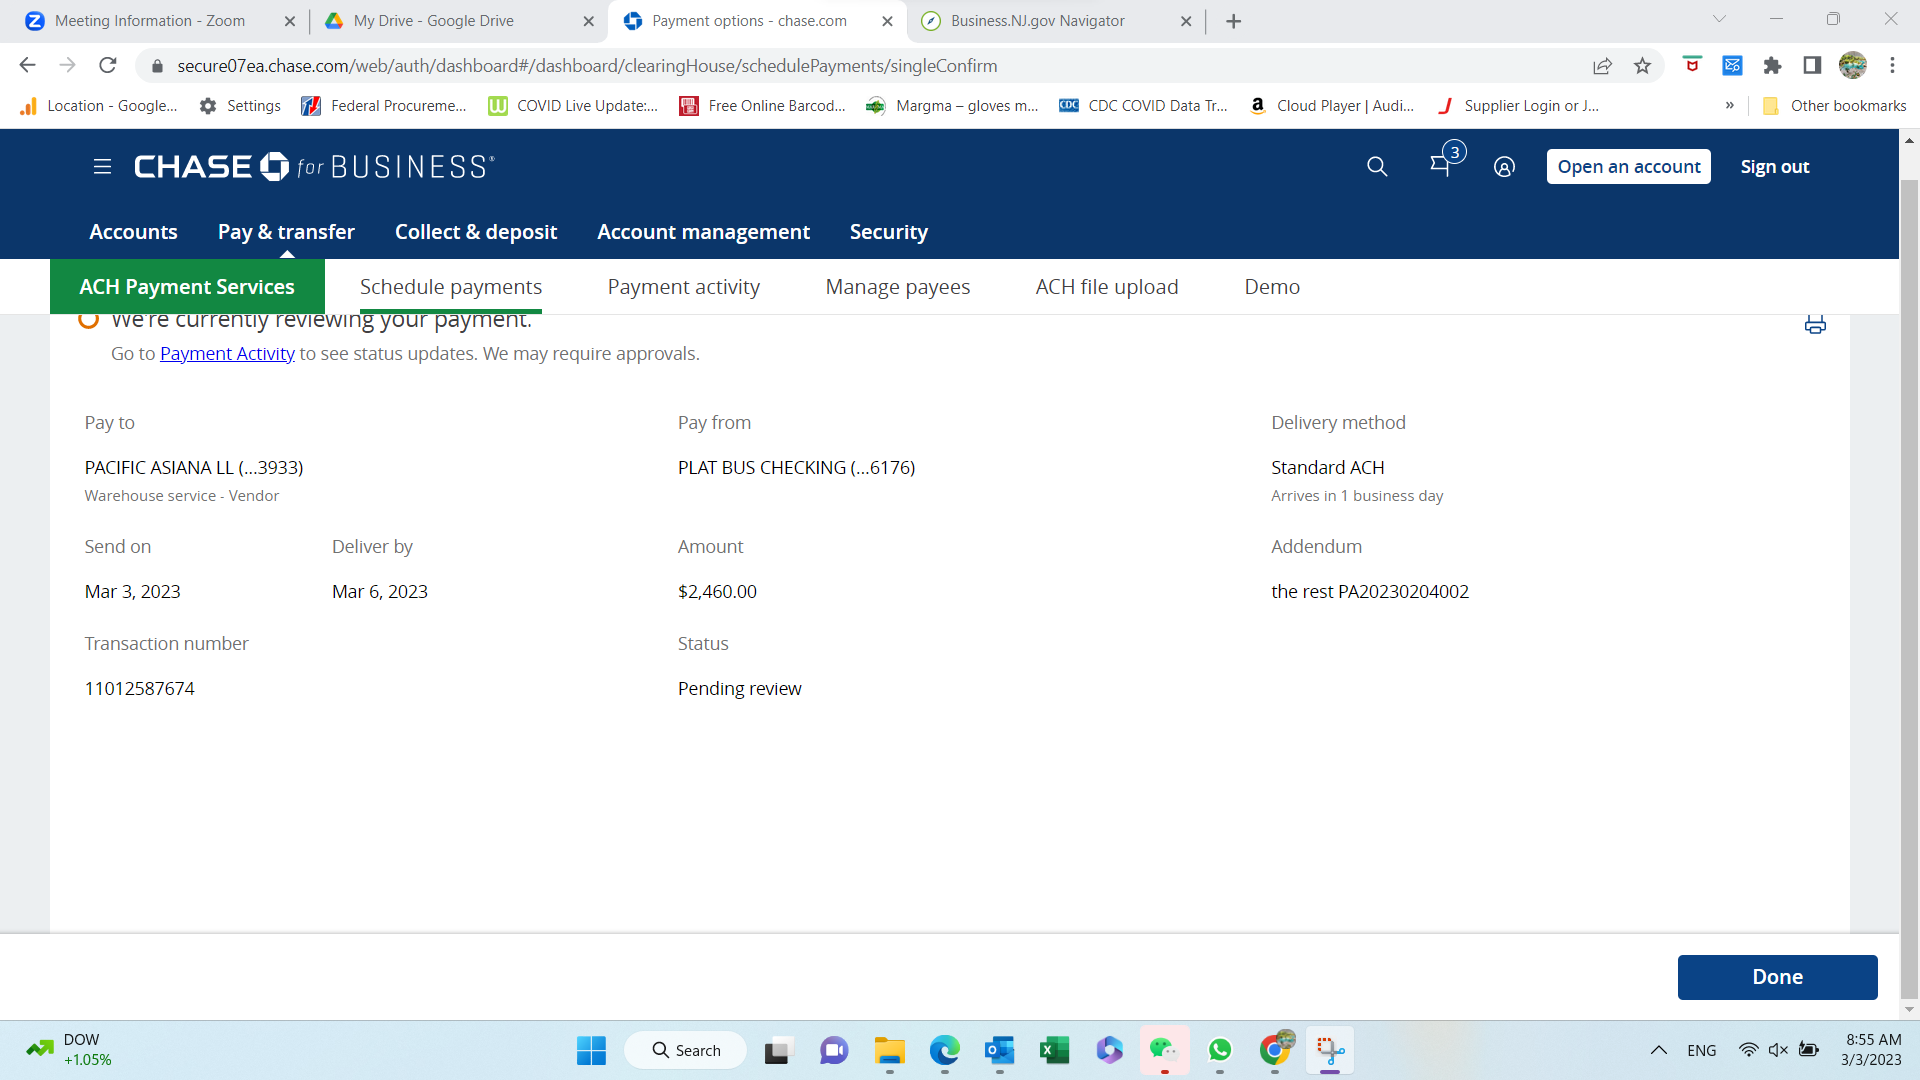 Meeting Information - Zoom
My Drive - Google Drive
Payment options - chase.com
Business.NJ.gov Navigator
secure07ea.chase.com/web/auth/dashboard#/dashboard/clearingHouse/schedulePayments/singleConfirm
Location - Google...
Settings
Federal Procureme...
COVID Live Update:...
Free Online Barcod...
Margma – gloves m...
CDC COVID Data Tr...
Cloud Player | Audi...
Supplier Login or J...
»
Other bookmarks
CHASE for BUSINESS®
3
Open an account
Sign out
Accounts
Pay & transfer
Collect & deposit
Account management
Security
ACH Payment Services
Schedule payments
Payment activity
Manage payees
ACH file upload
Demo
We're currently reviewing your payment.
Go to Payment Activity to see status updates. We may require approvals.
Pay to
Pay from
Delivery method
PACIFIC ASIANA LL (...3933)
PLAT BUS CHECKING (...6176)
Standard ACH
Warehouse service - Vendor
Arrives in 1 business day
Send on
Deliver by
Amount
Addendum
Mar 3, 2023
Mar 6, 2023
$2,460.00
the rest PA20230204002
Transaction number
Status
11012587674
Pending review
Done
DOW
+1.05%
Search
ENG
8:55 AM
3/3/2023